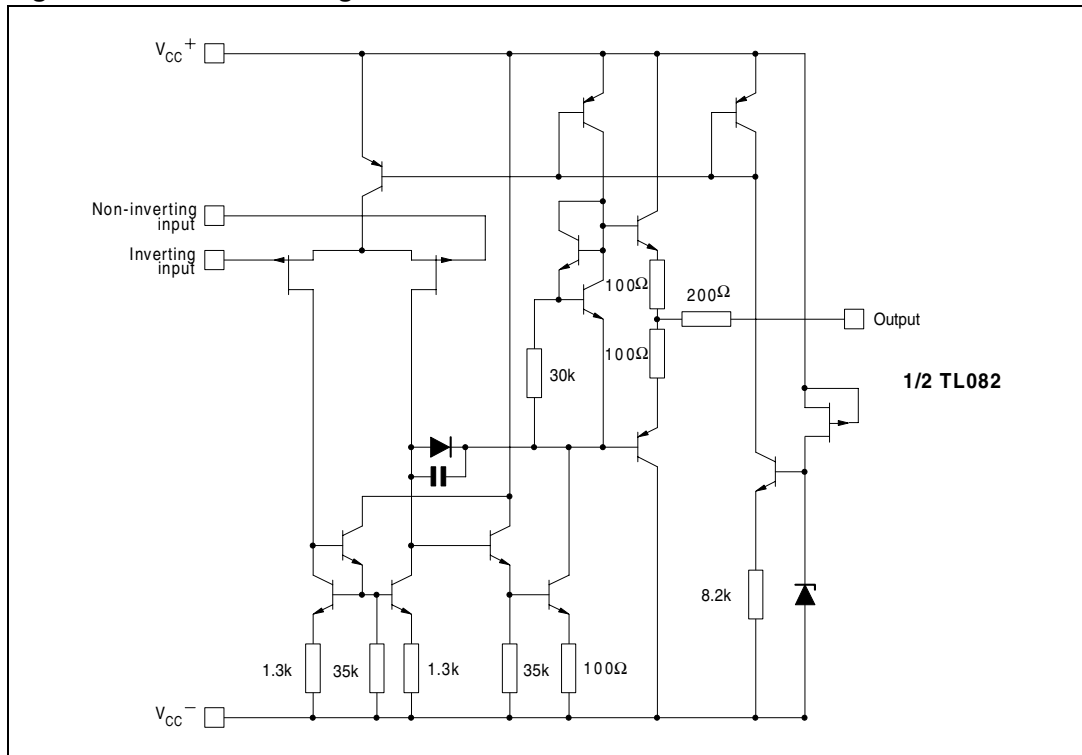 V_CC+
Non-inverting
input
Inverting
input
100Ω
200Ω
Output
100Ω
30k
1/2 TL082
8.2k
1.3k
35k
1.3k
35k
100Ω
V_CC−